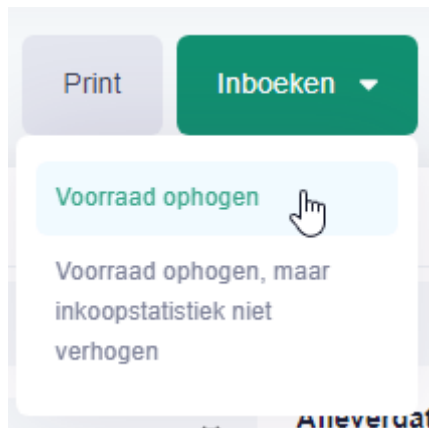 Print
Inboeken
Voorraad ophogen
Voorraad ophogen, maar
inkoopstatistiek niet
verhogen